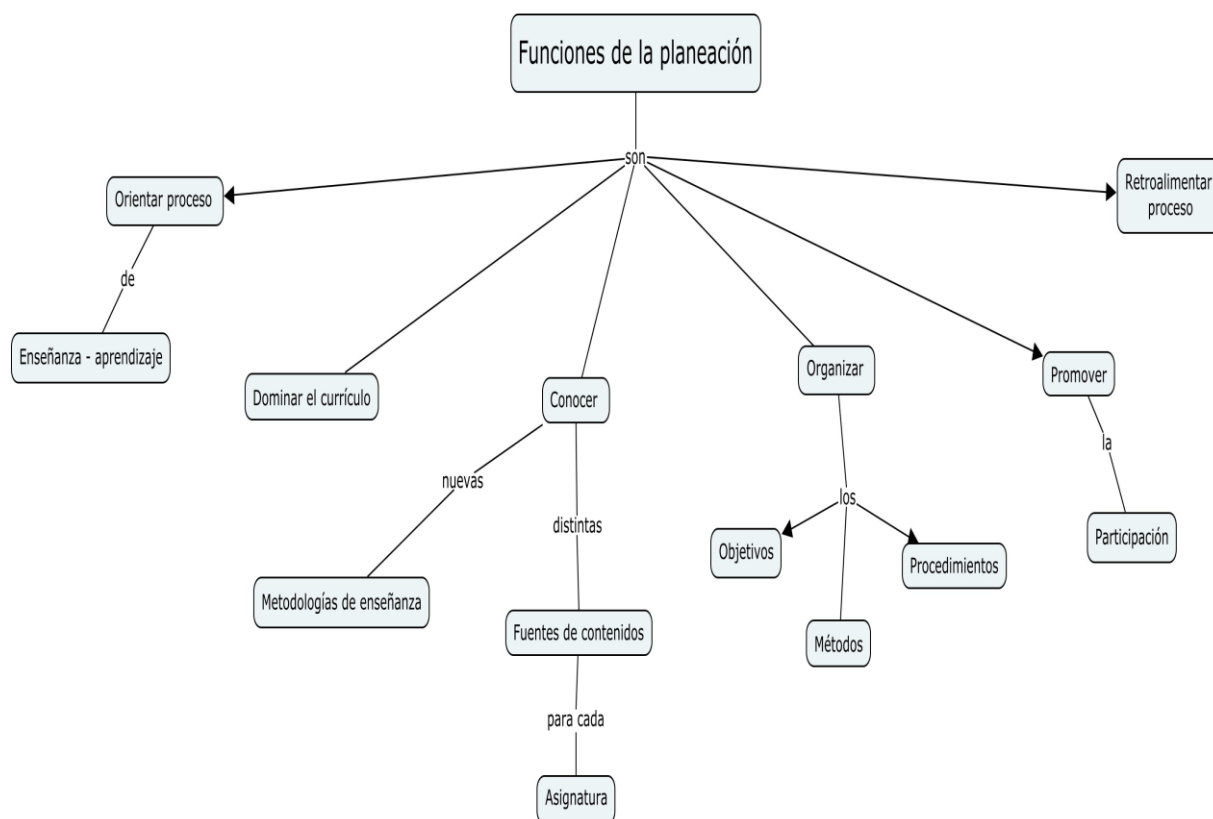 Funciones de la planeación
son
Orientar proceso
Retroalimentar
proceso
de
Enseñanza - aprendizaje
Dominar el currículo
Conocer
Organizar
Promover
nuevas
distintas
los
la
Objetivos
Procedimientos
Participación
Metodologías de enseñanza
Fuentes de contenidos
Métodos
para cada
Asignatura